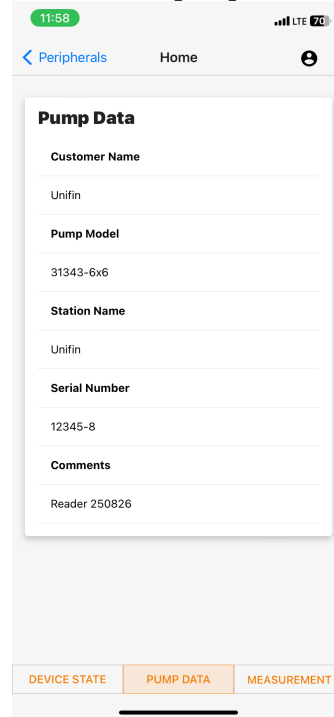 11:58
LTE 70
Peripherals
Home
Pump Data
Customer Name
Unifin
Pump Model
31343-6x6
Station Name
Unifin
Serial Number
12345-8
Comments
Reader 250826
DEVICE STATE
PUMP DATA
MEASUREMENT